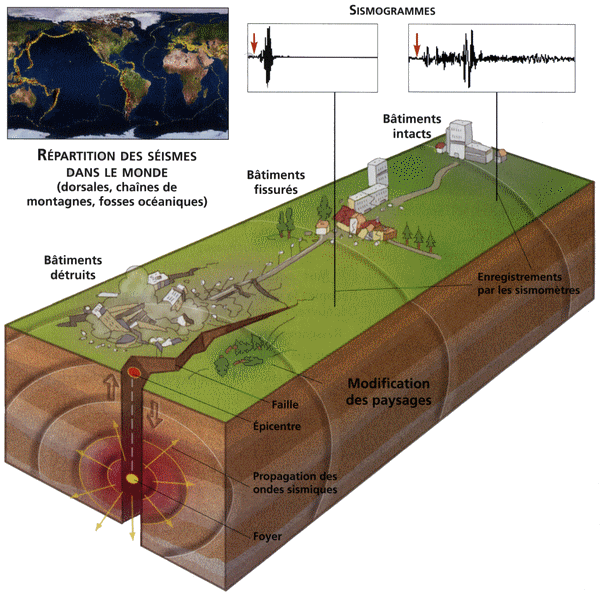 SISMOGRAMMES
RÉPARTITION DES SÉISMES
DANS LE MONDE
(dorsales, chaînes de
montagnes, fosses océaniques)
Bâtiments
intacts
Bâtiments
fissurés
Bâtiments
détruits
Enregistrements
par les sismomètres
Modification
des paysages
Faille
Épicentre
Propagation des
ondes sismiques
Foyer